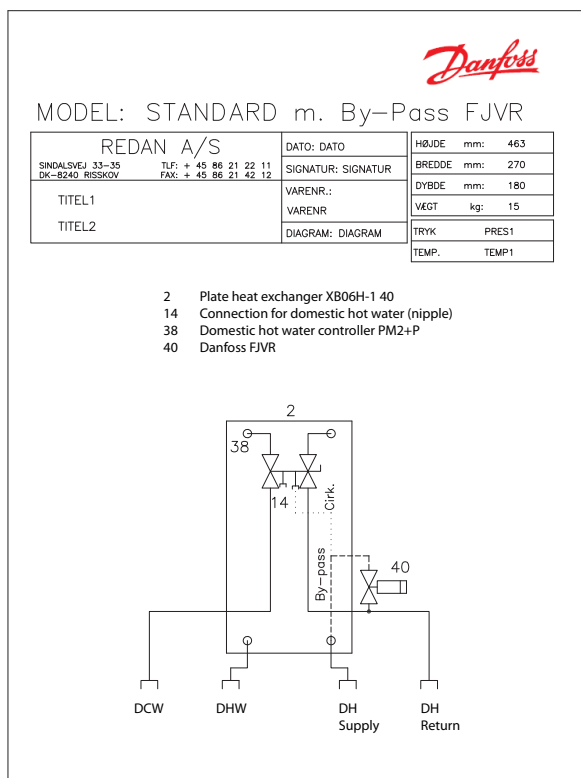 Danfoss
MODEL: STANDARD m. By-Pass FJVR
REDAN A/S
SINDALSVEJ 33-35 TLF: + 45 86 21 22 11
DK-8240 RISSKOV FAX: + 45 86 21 42 12
TITEL1
TITEL2
DATO: DATO
SIGNATUR: SIGNATUR
VARENR.:
VARENR
DIAGRAM: DIAGRAM
HØJDE mm: 463
BREDDE mm: 270
DYBDE mm: 180
VÆGT kg: 15
TRYK PRES1
TEMP. TEMP1
2 Plate heat exchanger XB06H-1 40
14 Connection for domestic hot water (nipple)
38 Domestic hot water controller PM2+P
40 Danfoss FJVR
2
38
14
Cirk.
By-pass
40
DCW
DHW
DH
Supply
DH
Return